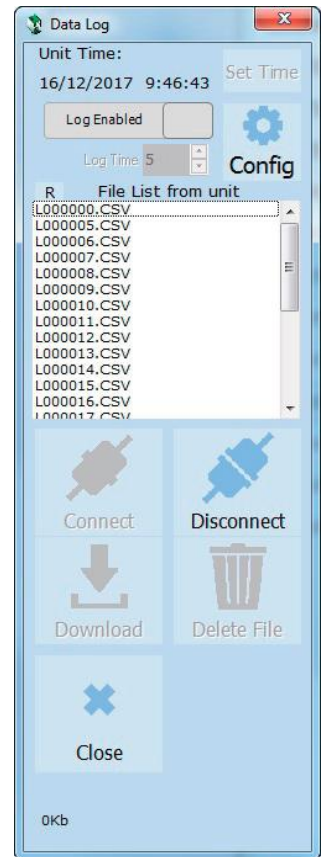 Data Log
Unit Time:
16/12/2017 9:46:43
Set Time
Log Enabled
Log Time 5
Config
R File List from unit
L000000.CSV
L000005.CSV
L000006.CSV
L000007.CSV
L000008.CSV
L000009.CSV
L000010.CSV
L000011.CSV
L000012.CSV
L000013.CSV
L000014.CSV
L000015.CSV
L000016.CSV
L000017.CSV
Connect Disconnect
Download Delete File
Close
0Kb